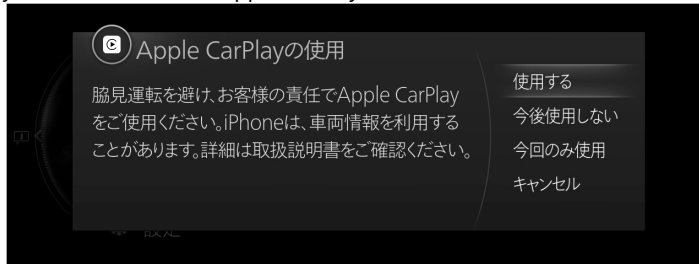 Apple CarPlayの使用
脇見運転を避け、お客様の責任でApple CarPlay
をご使用ください。iPhoneは、車両情報を利用する
ことがあります。詳細は取扱説明書をご確認ください。
使用する
今後使用しない
今回のみ使用
キャンセル
設定